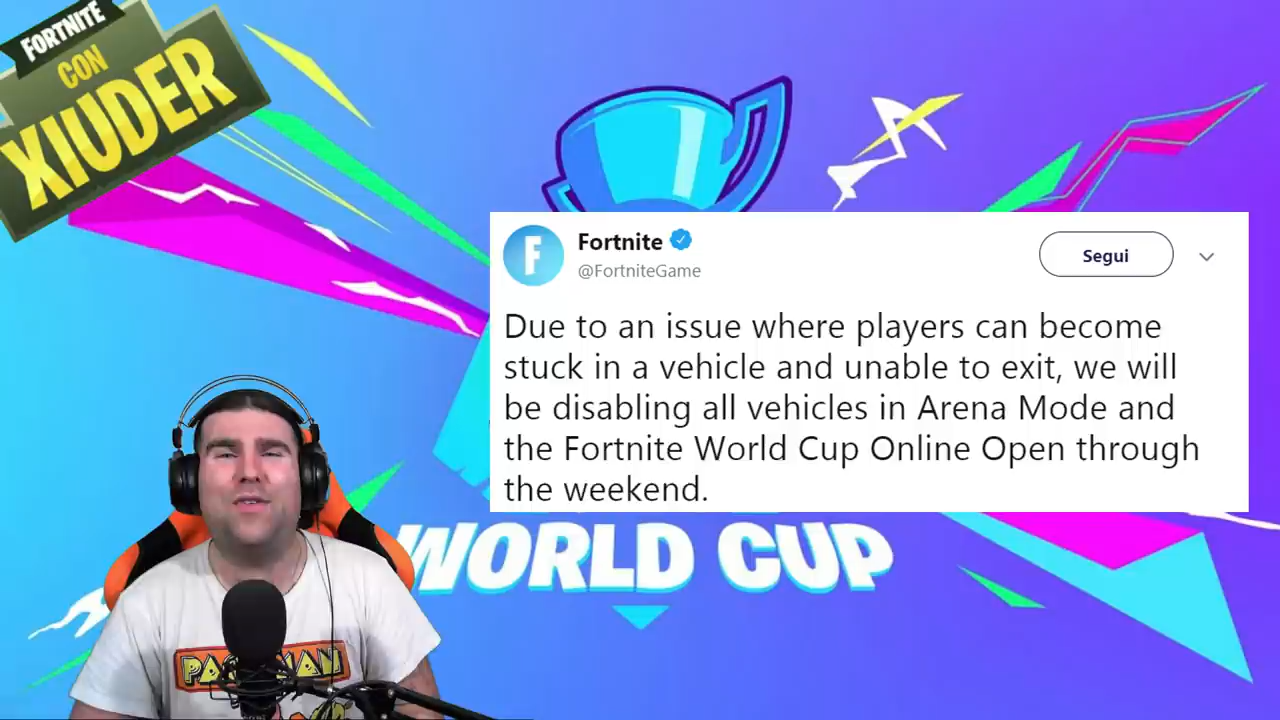 FORTNITE
CON
XIUDER
Fortnite
@FortniteGame
Segui
Due to an issue where players can become
stuck in a vehicle and unable to exit, we will
be disabling all vehicles in Arena Mode and
the Fortnite World Cup Online Open through
the weekend.
WORLD CUP